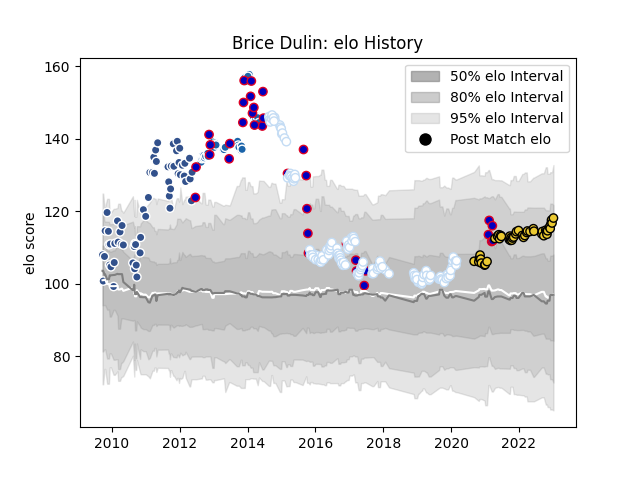 Brice Dulin: elo History
160
140
120
100
80
elo score
50% elo Interval
80% elo Interval
95% elo Interval
Post Match elo
2010
2012
2014
2016
2018
2020
2022